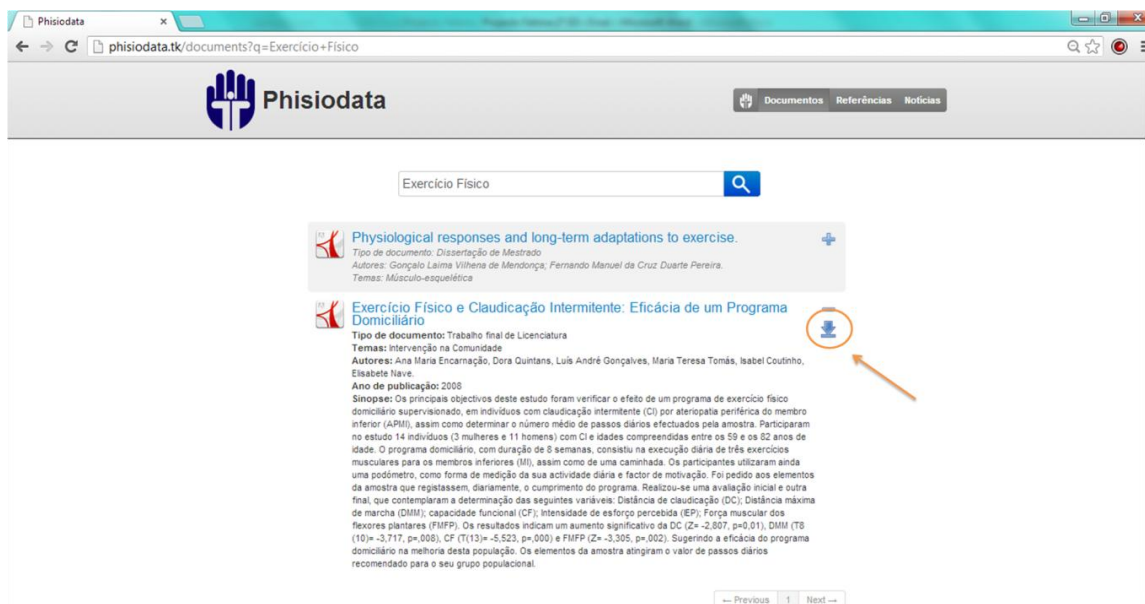 Phisiodata
phisiodata.tk/documents?q=Exercício+Físico
Phisiodata
Documentos Referências Notícias
Exercício Físico
Physiological responses and long-term adaptations to exercise.
Tipo de documento: Dissertação de Mestrado
Autores: Gonçalo Laima Vilhena de Mendonça; Fernando Manuel da Cruz Duarte Pereira.
Temas: Músculo-esquelética
Exercício Físico e Claudicação Intermitente: Eficácia de um Programa
Domiciliário
Tipo de documento: Trabalho final de Licenciatura
Temas: Intervenção na Comunidade
Autores: Ana Maria Encarnação, Dora Quintans, Luís André Gonçalves, Maria Teresa Tomás, Isabel Coutinho,
Elisabete Nave.
Ano de publicação: 2008
Sinopse: Os principais objectivos deste estudo foram verificar o efeito de um programa de exercício físico
domiciliário supervisionado, em indivíduos com claudicação intermitente (CI) por ateriopatia periférica do membro
inferior (APMI), assim como determinar o número médio de passos diários efectuados pela amostra. Participaram
no estudo 14 indivíduos (3 mulheres e 11 homens) com CI e idades compreendidas entre os 59 e os 82 anos de
idade. O programa domiciliário, com duração de 8 semanas, consistiu na execução diária de três exercícios
musculares para os membros inferiores (MI), assim como de uma caminhada. Os participantes utilizaram ainda
uma podómetro, como forma de medição da sua actividade diária e factor de motivação. Foi pedido aos elementos
da amostra que registassem, diariamente, o cumprimento do programa. Realizou-se uma avaliação inicial e outra
final, que contemplaram a determinação das seguintes variáveis: Distância de claudicação (DC); Distância máxima
de marcha (DMM); capacidade funcional (CF); Intensidade de esforço percebida (IEP); Força muscular dos
flexores plantares (FMFP). Os resultados indicam um aumento significativo da DC (Z= -2,807, p=0,01), DMM (T8
(10)= -3,717, p=,008), CF (T(13)= -5,523, p=,000) e FMFP (Z= -3,305, p=,002). Sugerindo a eficácia do programa
domiciliário na melhoria desta população. Os elementos da amostra atingiram o valor de passos diários
recomendado para o seu grupo populacional.
← Previous 1 Next →